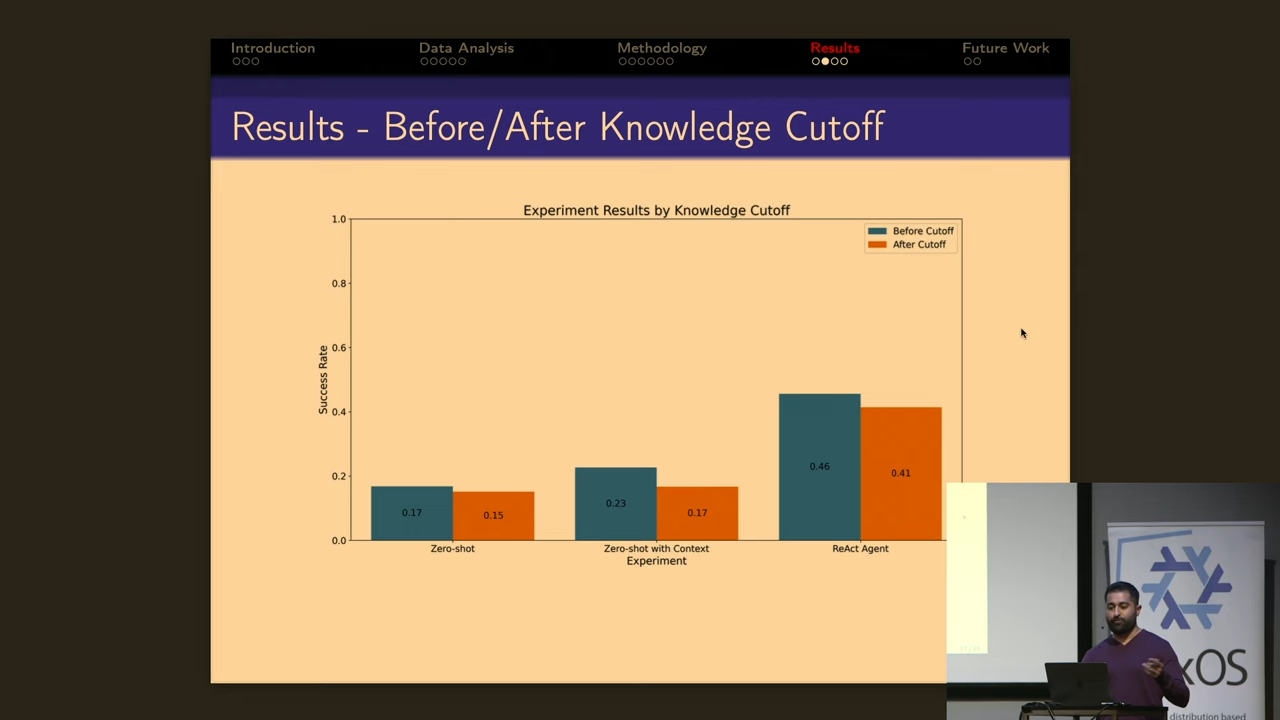 Introduction
Data Analysis
Methodology
Results
Future Work
Results - Before/After Knowledge Cutoff
Experiment Results by Knowledge Cutoff
Before Cutoff
After Cutoff
Success Rate
1.0
0.8
0.6
0.4
0.2
0.0
0.17
0.15
0.23
0.17
0.46
0.41
Zero-shot
Zero-shot with Context
ReAct Agent
Experiment
xOS
distribution based